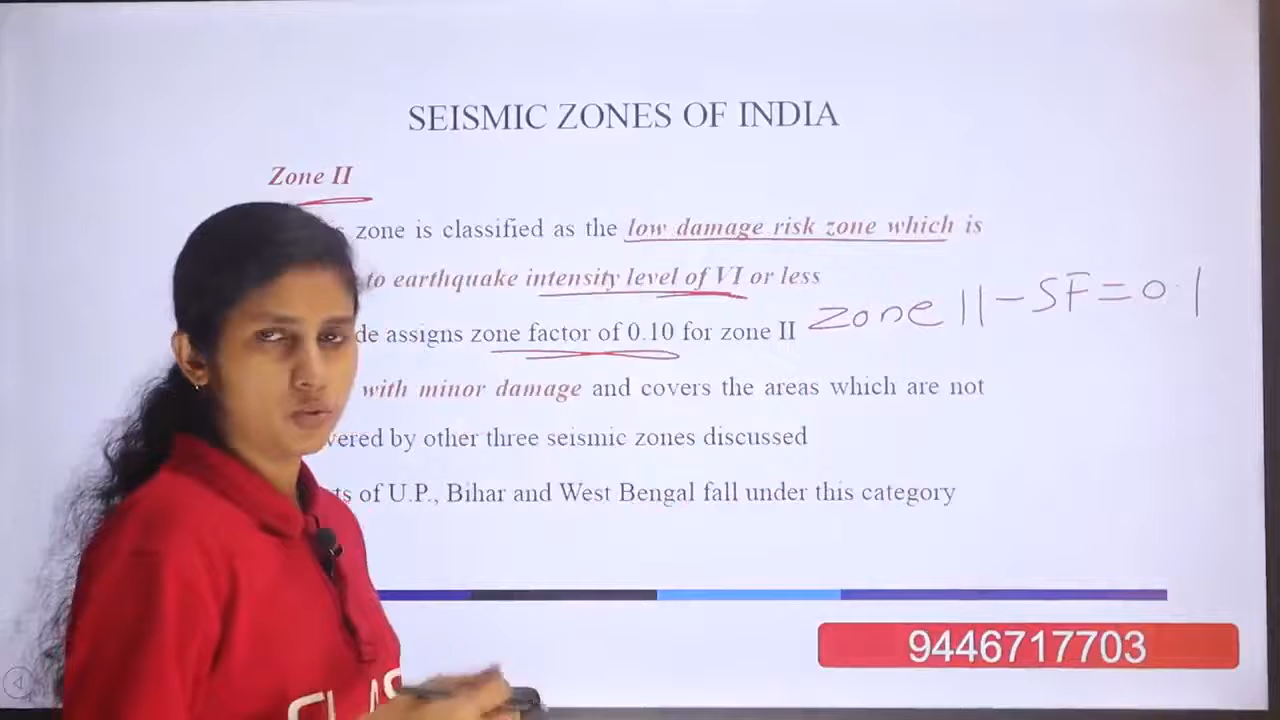 SEISMIC ZONES OF INDIA
Zone II
zone is classified as the low damage risk zone which is
to earthquake intensity level of VI or less
assigns zone factor of 0.10 for zone II
zone II - SF = 0.1
with minor damage and covers the areas which are not
by other three seismic zones discussed
of U.P., Bihar and West Bengal fall under this category
9446717703